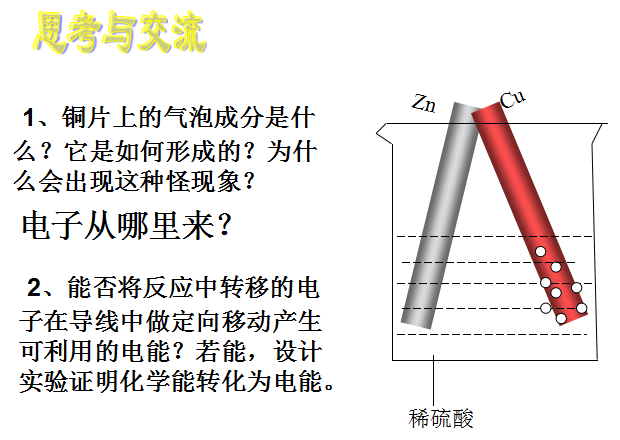 思考与交流
1、铜片上的气泡成分是什
么？它是如何形成的？为什
么会出现这种怪现象？
电子从哪里来？
2、能否将反应中转移的电
子在导线中做定向移动产生
可利用的电能？若能，设计
实验证明化学能转化为电能。
Zn
Cu
稀硫酸